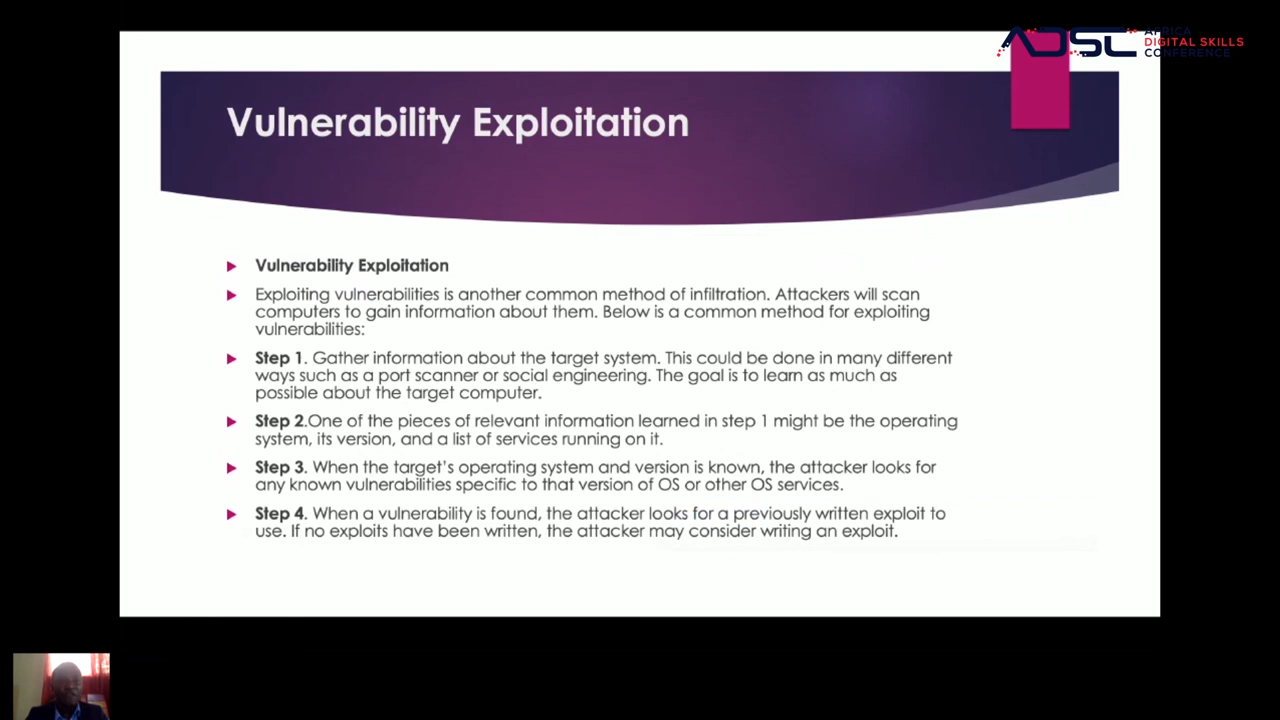 ADSC
AFRICA
DIGITAL SKILLS
CONFERENCE
Vulnerability Exploitation
Vulnerability Exploitation
Exploiting vulnerabilities is another common method of infiltration. Attackers will scan
computers to gain information about them. Below is a common method for exploiting
vulnerabilities:
Step 1. Gather information about the target system. This could be done in many different
ways such as a port scanner or social engineering. The goal is to learn as much as
possible about the target computer.
Step 2.One of the pieces of relevant information learned in step 1 might be the operating
system, its version, and a list of services running on it.
Step 3. When the target's operating system and version is known, the attacker looks for
any known vulnerabilities specific to that version of OS or other OS services.
Step 4. When a vulnerability is found, the attacker looks for a previously written exploit to
use. If no exploits have been written, the attacker may consider writing an exploit.